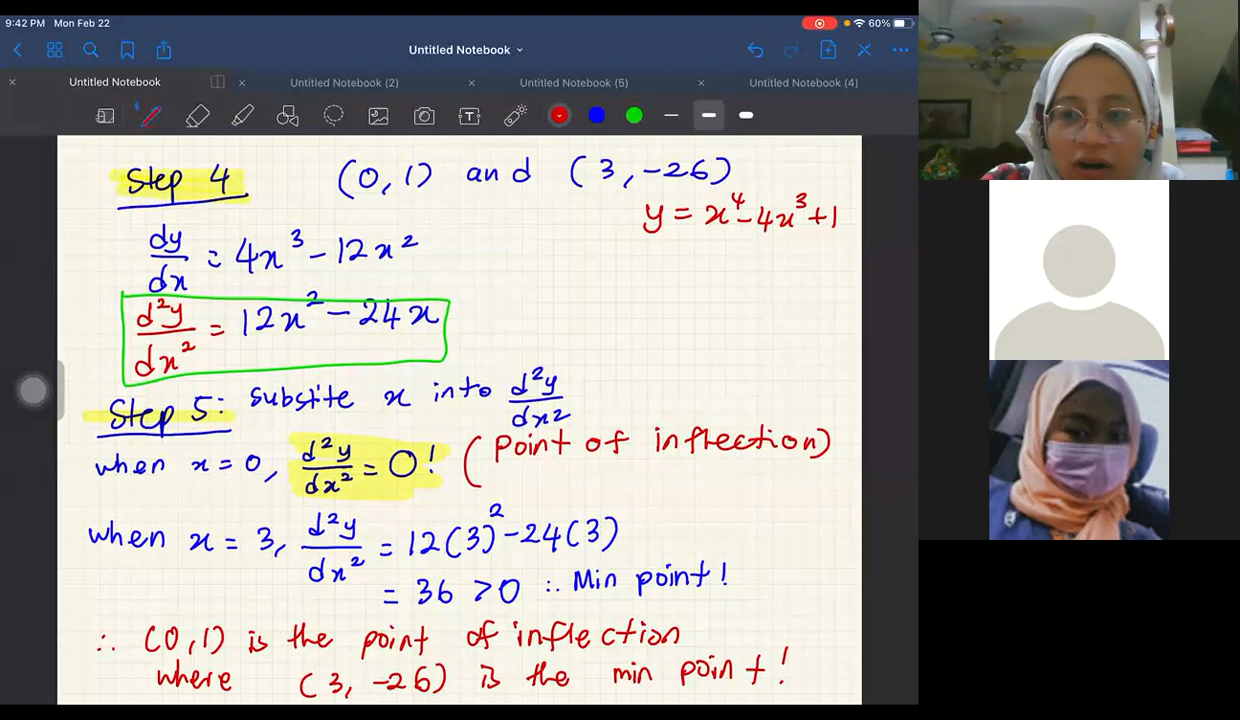 9:42 PM Mon Feb 22
60%
Untitled Notebook
Untitled Notebook
Untitled Notebook (2)
Untitled Notebook (5)
Untitled Notebook (4)
Step 4 (0,1) and (3,-26)
y = x⁴-4x³+1
dy/dx = 4x³ - 12x²
d²y/dx² = 12x² - 24x
Step 5: substite x into d²y/dx²
when x=0, d²y/dx² = 0! (point of inflection)
when x = 3, d²y/dx² = 12(3)² -24(3)
= 36 >0 ∴ Min point!
∴ (0,1) is the point of inflection
where (3, -26) is the min point!